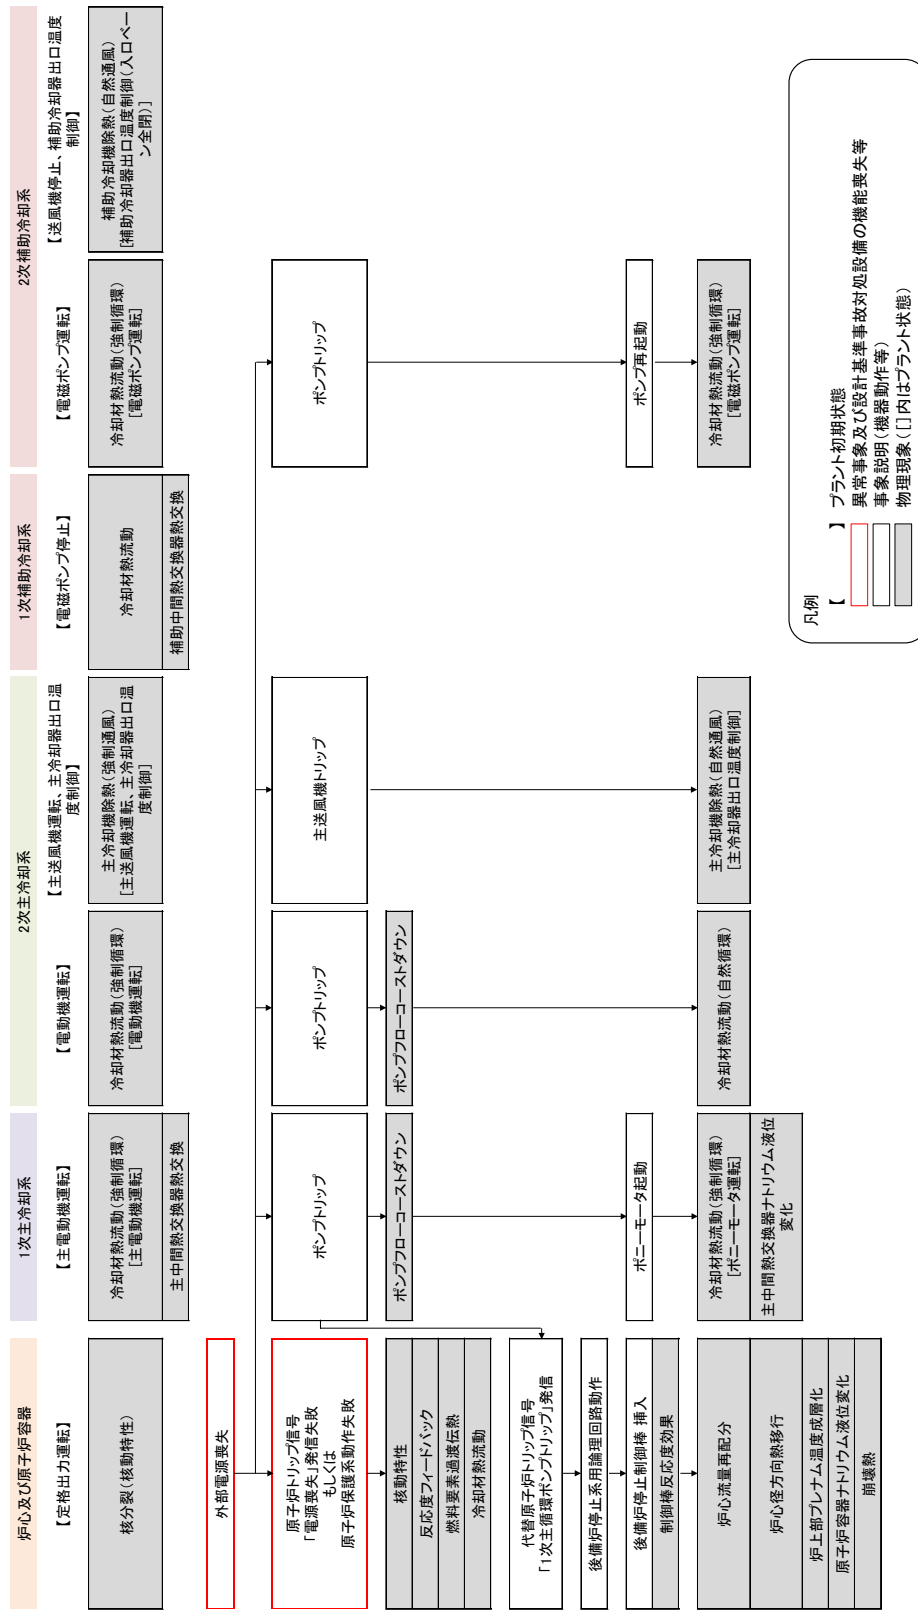 炉心及び原子炉容器
1次主冷却系
2次主冷却系
1次補助冷却系
2次補助冷却系
【定格出力運転】
【主電動機運転】
【電動機運転】
【主送風機運転、主冷却器出口温
度制御】
【電磁ポンプ停止】
【電磁ポンプ運転】
【送風機停止、補助冷却器出口温度
制御】
核分裂(核動特性)
冷却材熱流動(強制循環)
[主電動機運転]
主中間熱交換器熱交換
冷却材熱流動(強制循環)
[電動機運転]
主冷却機除熱(強制通風)
[主送風機運転、主冷却器出口温
度制御]
冷却材熱流動
補助中間熱交換器熱交換
冷却材熱流動(強制循環)
[電磁ポンプ運転]
補助冷却機除熱(自然通風)
[補助冷却器出口温度制御(入口ベー
ン全閉)]
外部電源喪失
原子炉トリップ信号
「電源喪失」発信失敗
もしくは
原子炉保護系動作失敗
ポンプトリップ
ポンプトリップ
主送風機トリップ
ポンプトリップ
核動特性
反応度フィードバック
燃料要素過渡伝熱
冷却材熱流動
ポンプフローコーストダウン
ポンプフローコーストダウン
代替原子炉トリップ信号
「1次主循環ポンプトリップ」発信
後備炉停止系用論理回路動作
後備炉停止制御棒 挿入
制御棒反応度効果
ポニーモータ起動
ポンプ再起動
炉心流量再配分
炉心径方向熱移行
炉上部プレナム温度成層化
原子炉容器ナトリウム液位変化
崩壊熱
冷却材熱流動(強制循環)
[ポニーモータ運転]
主中間熱交換器ナトリウム液位
変化
冷却材熱流動(自然循環)
主冷却機除熱(自然通風)
[主冷却器出口温度制御]
冷却材熱流動(強制循環)
[電磁ポンプ運転]
凡例
【 】 プラント初期状態
異常事象及び設計基準事故対処設備の機能喪失等
事象説明(機器動作等)
物理現象([ ]内はプラント状態)